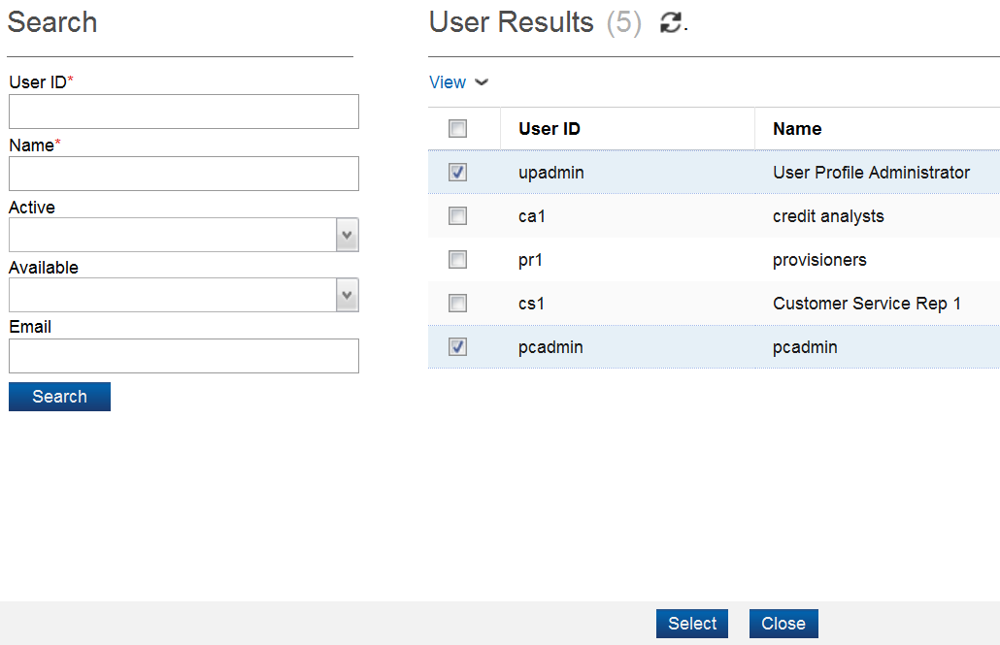 Search
User ID*
Name*
Active
Available
Email
Search
User Results (5) .
View
User ID Name
upadmin User Profile Administrator
ca1 credit analysts
pr1 provisioners
cs1 Customer Service Rep 1
pcadmin pcadmin
Select Close